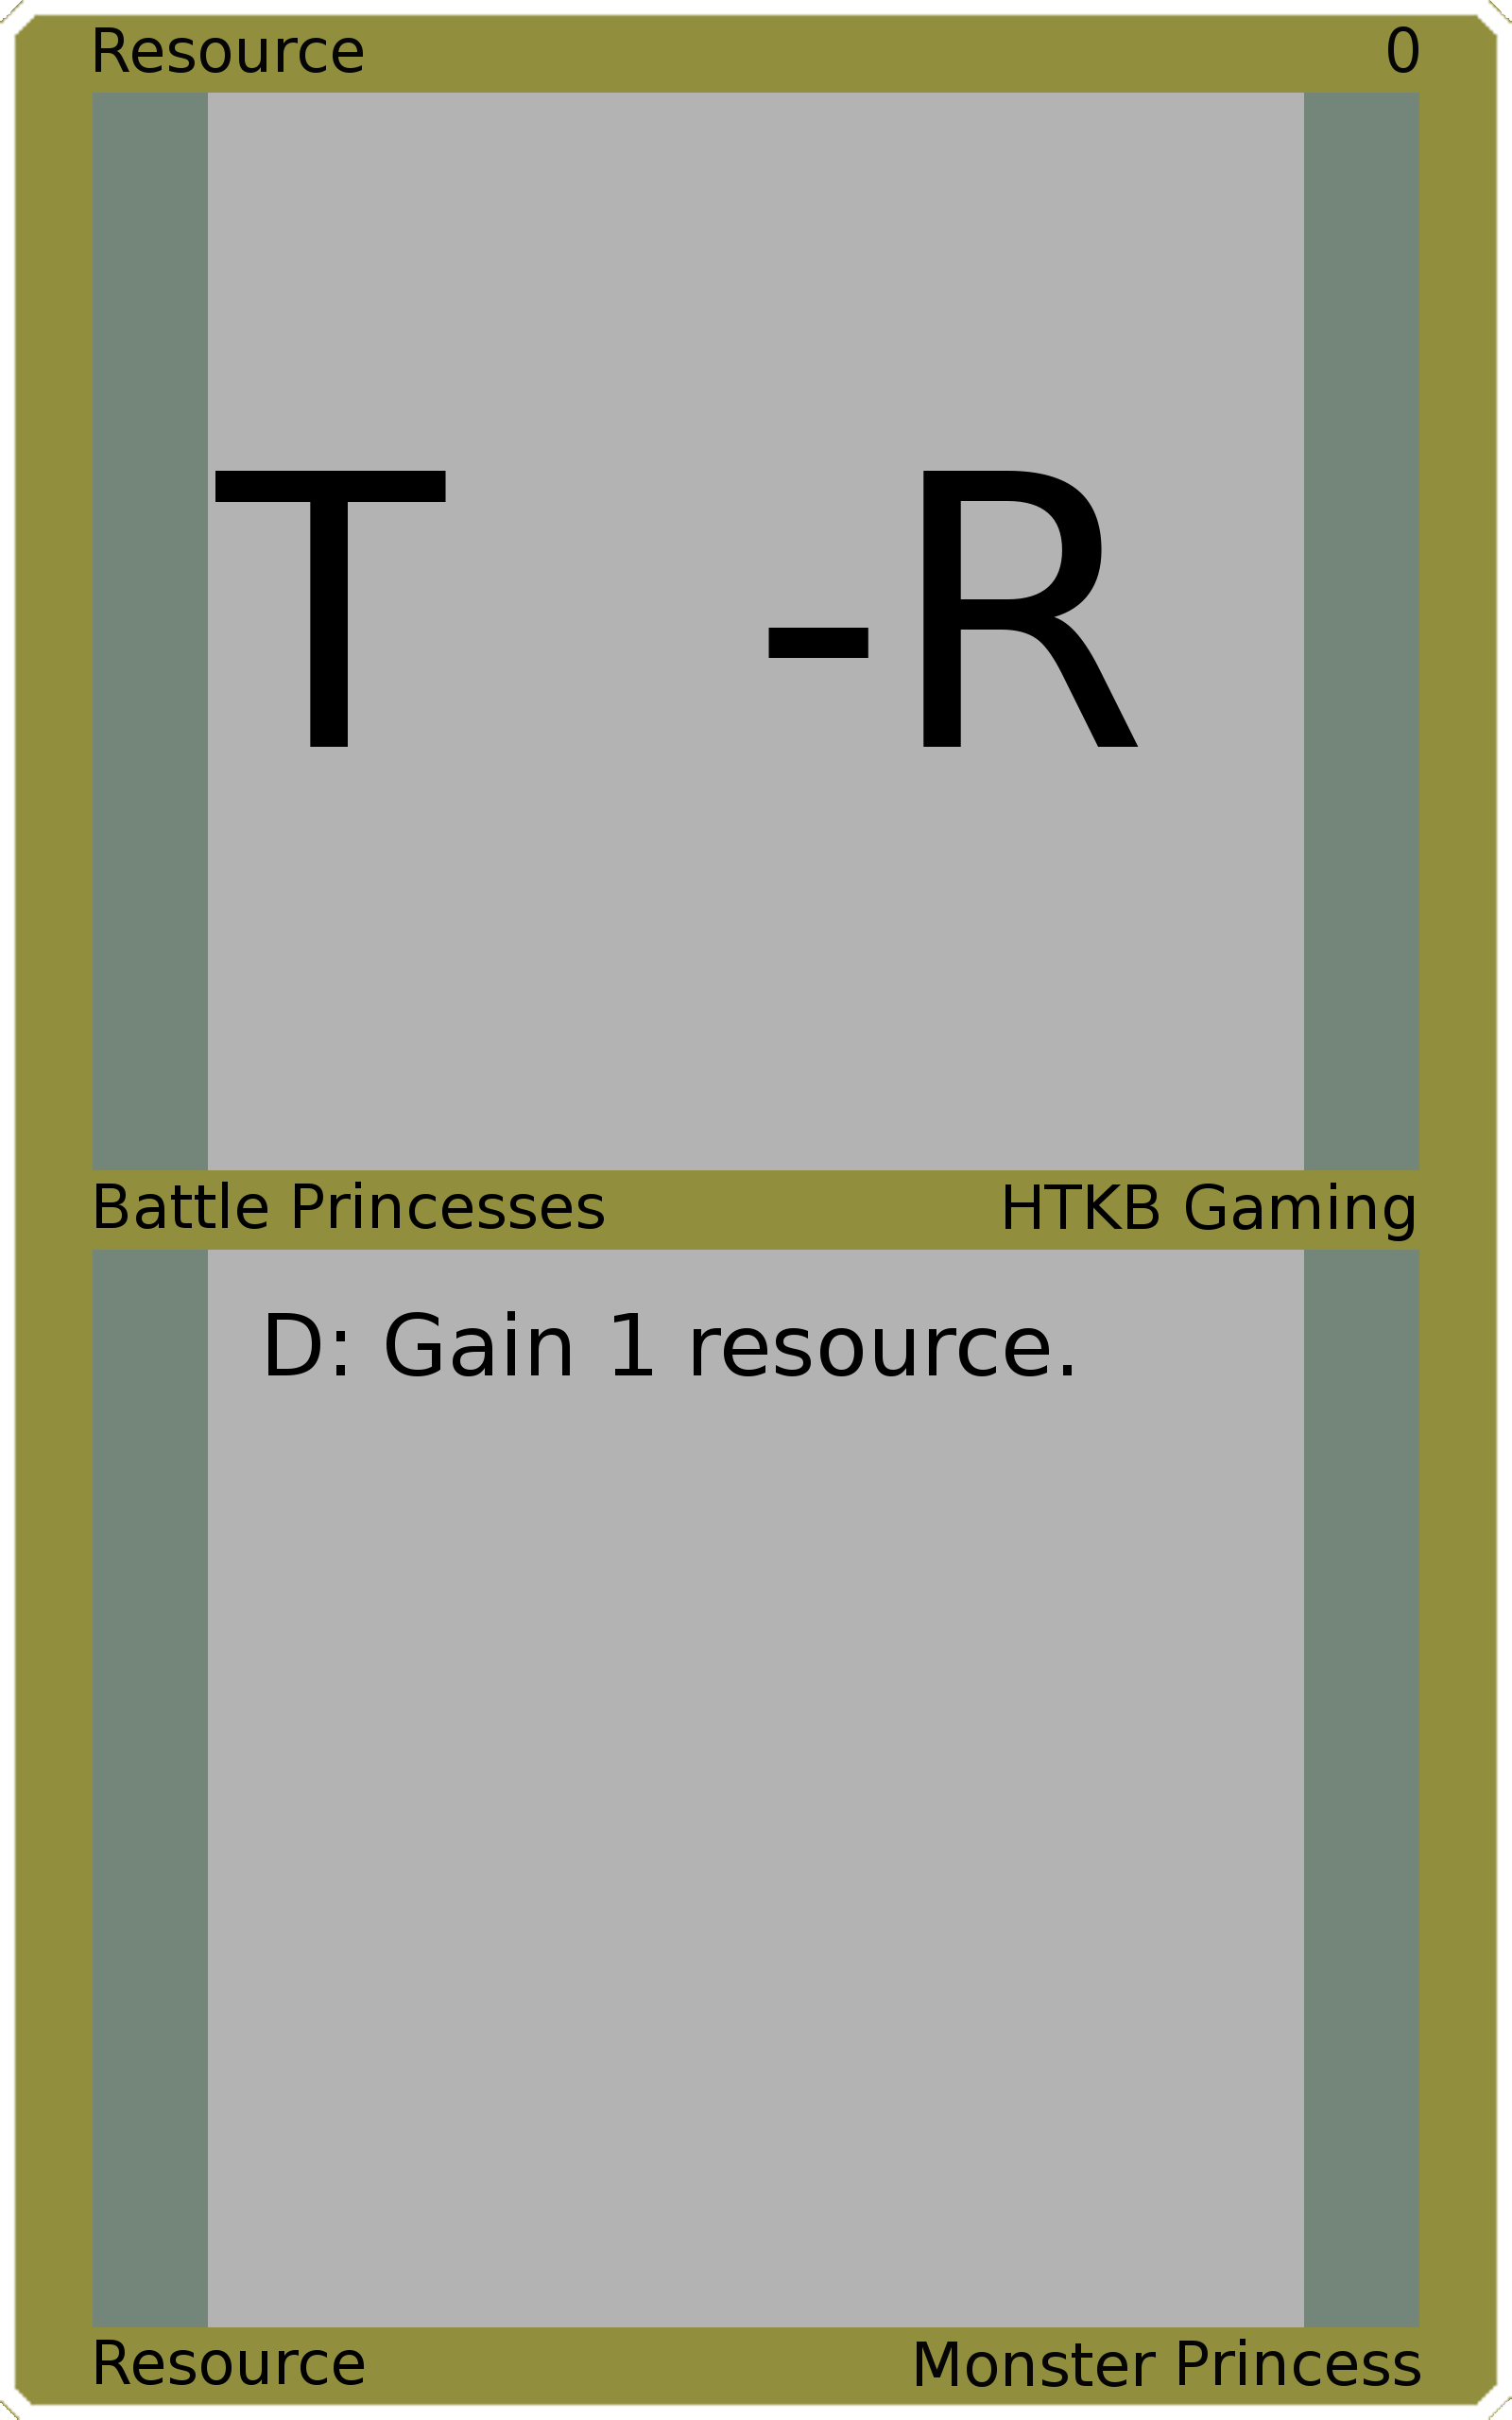 Resource 0
T -R
Battle Princesses HTKB Gaming
D: Gain 1 resource.
Resource Monster Princess